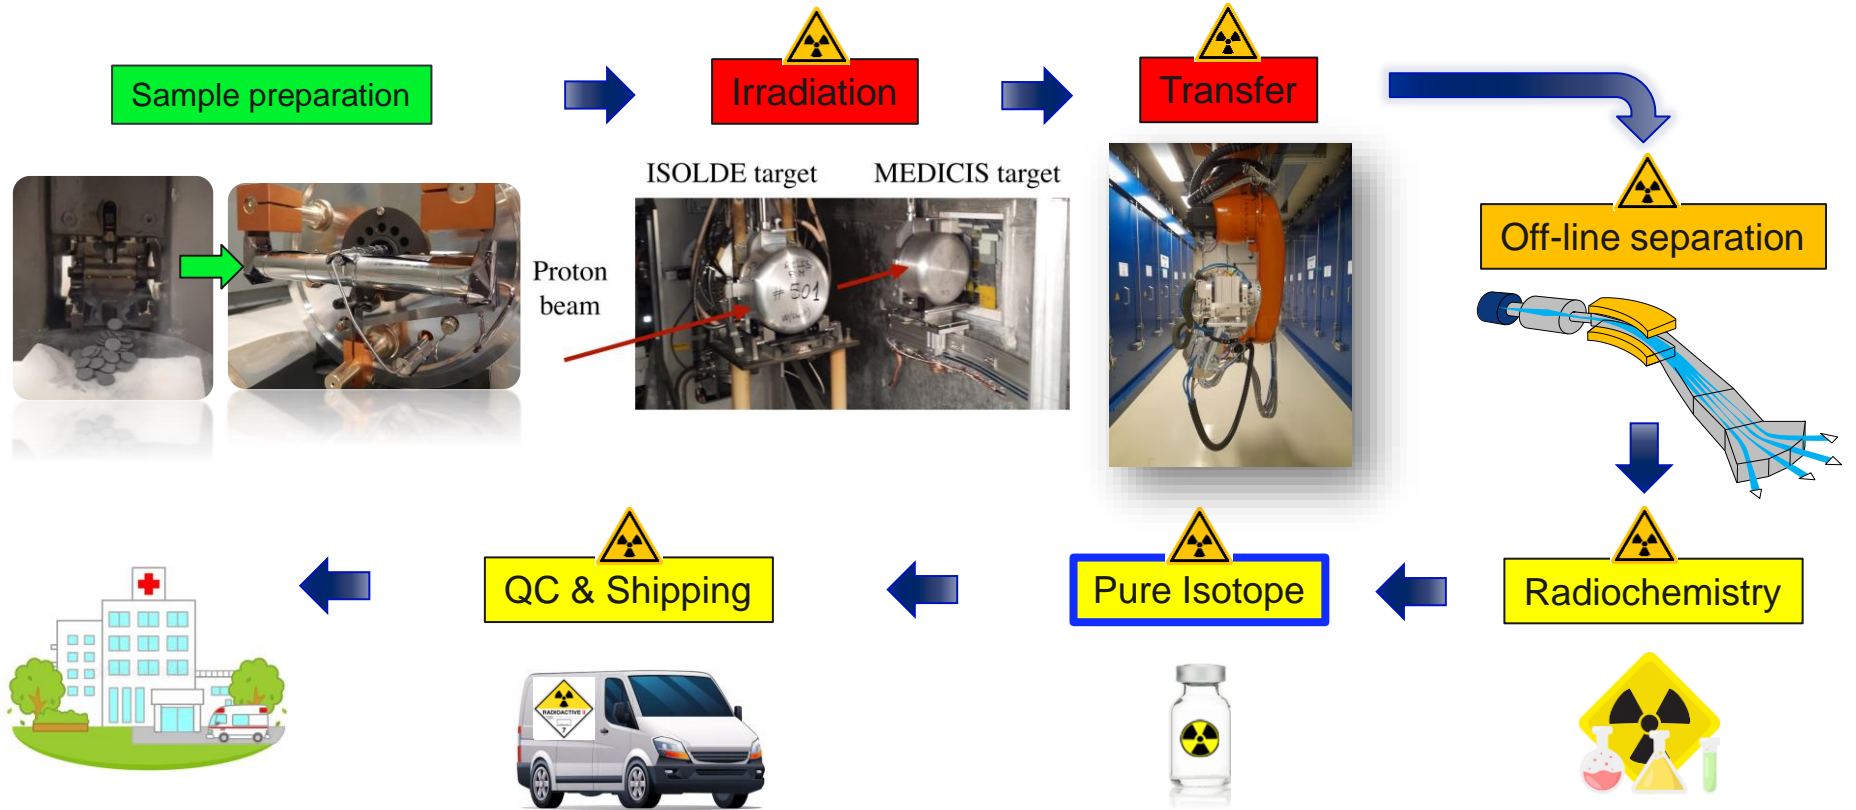 Sample preparation
Irradiation
Transfer
ISOLDE target
MEDICIS target
Proton
beam
#501
Off-line separation
QC & Shipping
Pure Isotope
Radiochemistry
RADIOACTIVE
7